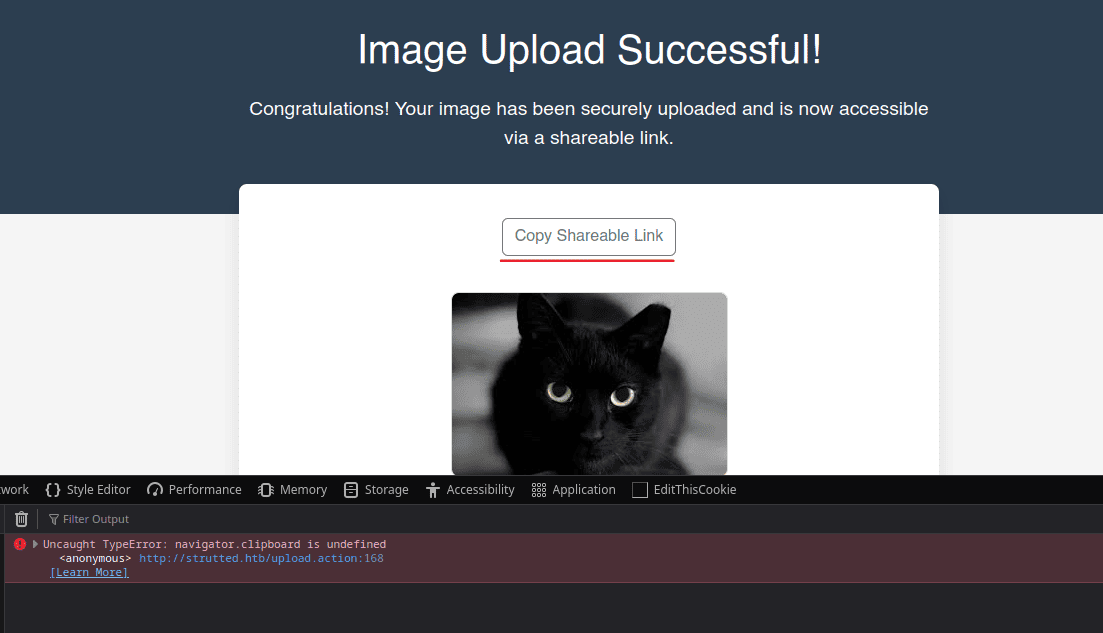 Image Upload Successful!
Congratulations! Your image has been securely uploaded and is now accessible
via a shareable link.
Copy Shareable Link
work Style Editor Performance Memory Storage Accessibility Application EditThisCookie
Filter Output
Uncaught TypeError: navigator.clipboard is undefined
<anonymous> http://strutted.htb/upload.action:168
[Learn More]